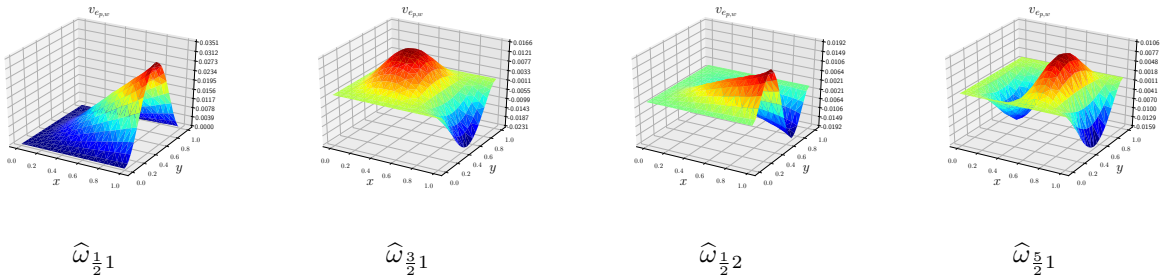 v_{e_{p,w}} v_{e_{p,w}} v_{e_{p,w}} v_{e_{p,w}}
0.0351 0.0166 0.0192 0.0106
0.0312 0.0121 0.0149 0.0077
0.0273 0.0077 0.0106 0.0048
0.0234 0.0033 0.0064 0.0018
0.0195 0.0011 0.0021 0.0011
0.0156 0.0055 0.0021 0.0041
0.0117 0.0099 0.0064 0.0070
0.0078 0.0143 0.0106 0.0100
0.0039 0.0187 0.0149 0.0129
0.0000 0.0231 0.0192 0.0159
0.0 0.2 0.4 0.6 0.8 1.0 x 0.0 0.2 0.4 0.6 0.8 1.0 y
0.0 0.2 0.4 0.6 0.8 1.0 x 0.0 0.2 0.4 0.6 0.8 1.0 y
0.0 0.2 0.4 0.6 0.8 1.0 x 0.0 0.2 0.4 0.6 0.8 1.0 y
0.0 0.2 0.4 0.6 0.8 1.0 x 0.0 0.2 0.4 0.6 0.8 1.0 y
ω̂_{½1} ω̂_{3/2 1} ω̂_{½2} ω̂_{5/2 1}